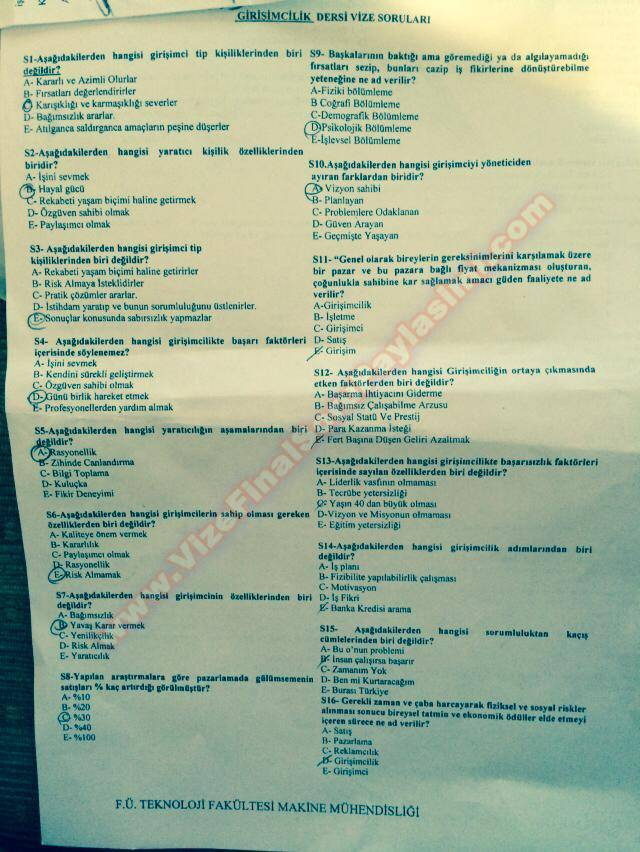 GİRİŞİMCİLİK DERSİ VİZE SORULARI
S1-Aşağıdakilerden hangisi girişimci tip kişiliklerinden biri
değildir?
A- Kararlı ve Azimli Olurlar
B- Fırsatları değerlendirirler
C- Karışıklığı ve karmaşıklığı severler
D- Bağımsızlık ararlar.
E- Atılganca saldırganca amaçların peşine düşerler
S2-Aşağıdakilerden hangisi yaratıcı kişilik özelliklerinden
biridir?
A- İşini sevmek
B- Hayal gücü
C- Rekabeti yaşam biçimi haline getirmek
D- Özgüven sahibi olmak
E- Paylaşımcı olmak
S3- Aşağıdakilerden hangisi girişimci tip
kişiliklerinden biri değildir?
A- Rekabeti yaşam biçimi haline getirirler
B- Risk Almaya İsteklidirler
C- Pratik çözümler ararlar.
D- İstihdam yaratıp ve bunun sorumluluğunu üstlenirler.
E- Sonuçlar konusunda sabırsızlık yapmazlar
S4- Aşağıdakilerden hangisi girişimcilikte başarı faktörleri
içerisinde söylenemez?
A- İşini sevmek
B- Kendini sürekli geliştirmek
C- Özgüven sahibi olmak
D- Günü birlik hareket etmek
E- Profesyonellerden yardım almak
S5-Aşağıdakilerden hangisi yaratıcılığın aşamalarından biri
değildir?
A- Rasyonellik
B- Zihinde Canlandırma
C- Bilgi Toplama
D- Kuluçka
E- Fikir Deneyimi
S6-Aşağıdakilerden hangisi girişimcilerin sahip olması gereken
özelliklerden biri değildir?
A- Kaliteye önem vermek
B- Kararlılık
C- Paylaşımcı olmak
D- Rasyonellik
E- Risk Almamak
S7-Aşağıdakilerden hangisi girişimcinin özelliklerinden biri
değildir?
A- Bağımsızlık
B- Yavaş Karar vermek
C- Yenilikçilik
D- Risk Almak
E- Yaratıcılık
S8-Yapılan araştırmalara göre pazarlamada gülümsemenin
satışları % kaç artırdığı görülmüştür?
A- %10
B- %20
C- %30
D- %40
E- %100
S9- Başkalarının baktığı ama göremediği ya da algılayamadığı
fırsatları sezip, bunları cazip iş fikirlerine dönüştürebilme
yeteneğine ne ad verilir?
A-Fiziki bölümleme
B Coğrafi Bölümleme
C-Demografik Bölümleme
D-Psikolojik Bölümleme
E-İşlevsel Bölümleme
S10.Aşağıdakilerden hangisi girişimciyi yöneticiden
ayıran farklardan biridir?
A- Vizyon sahibi
B- Planlayan
C- Problemlere Odaklanan
D- Güven Arayan
E- Geçmişte Yaşayan
S11- “Genel olarak bireylerin gereksinimlerini karşılamak üzere
bir pazar ve bu pazara bağlı fiyat mekanizması oluşturan,
çoğunlukla sahibine kar sağlamak amacı güden faaliyete ne ad
verilir?
A-Girişimcilik
B- İşletme
C- Girişimci
D- Satış
E- Girişim
S12- Aşağıdakilerden hangisi Girişimciliğin ortaya çıkmasında
etken faktörlerden biri değildir?
A- Başarma İhtiyacını Giderme
B- Bağımsız Çalışabilme Arzusu
C- Sosyal Statü Ve Prestij
D- Para Kazanma İsteği
E- Fert Başına Düşen Geliri Azaltmak
S13-Aşağıdakilerden hangisi girişimcilikte başarısızlık faktörleri
içerisinde sayılan özelliklerden biri değildir?
A- Liderlik vasfının olmaması
B- Tecrübe yetersizliği
C- Yaşın 40 dan büyük olması
D-Vizyon ve Misyonun olmaması
E- Eğitim yetersizliği
S14-Aşağıdakilerden hangisi girişimcilik adımlarından biri
değildir?
A- İş planı
B- Fizibilite yapılabilirlik çalışması
C- Motivasyon
D- İş Fikri
E- Banka Kredisi arama
S15- Aşağıdakilerden hangisi sorumluluktan kaçış
cümlelerinden biri değildir?
A- Bu o’nun problemi
B- İnsan çalışırsa başarır
C- Zamanım Yok
D- Ben mi Kurtaracağım
E- Burası Türkiye
S16- Gerekli zaman ve çaba harcayarak fiziksel ve sosyal riskler
alınması sonucu bireysel tatmin ve ekonomik ödüller elde etmeyi
içeren sürece ne ad verilir?
A- Satış
B- Pazarlama
C- Reklamcılık
D- Girişimcilik
E- Girişimci
F.Ü. TEKNOLOJİ FAKÜLTESİ MAKİNE MÜHENDİSLİĞİ